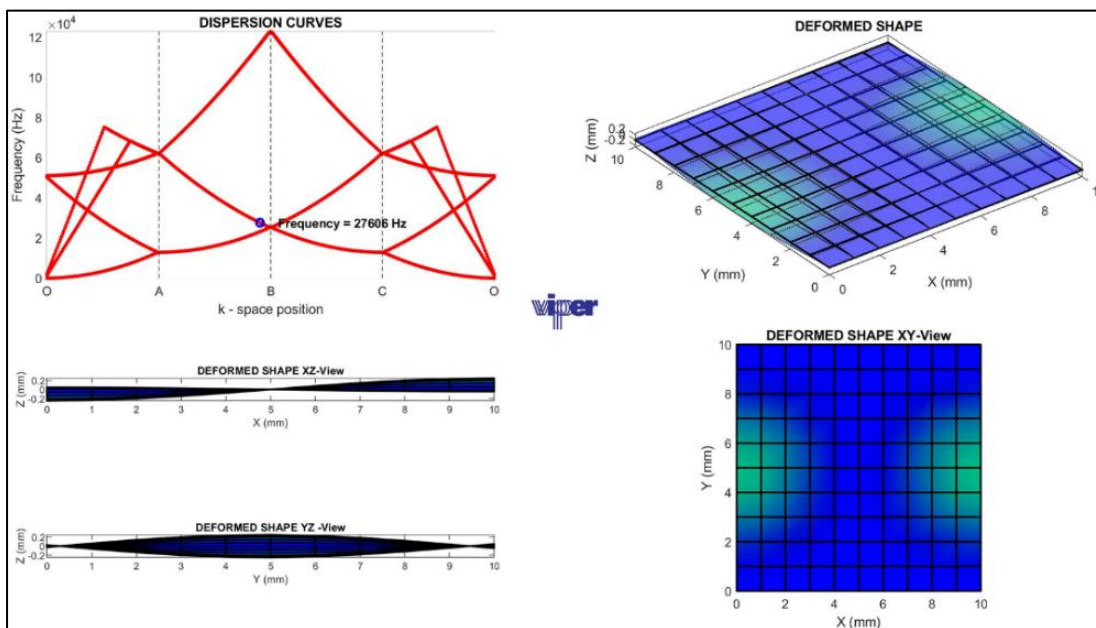 DISPERSION CURVES
×10⁴
12
10
8
6
4
2
0
Frequency (Hz)
Frequency = 27606 Hz
O A B C O
k - space position
DEFORMED SHAPE
Z (mm)
0.2
-0.2
10
8
6
4
2
0
Y (mm)
0
2
4
6
8
1
X (mm)
viper
DEFORMED SHAPE XZ-View
Z (mm)
0.2
0
-0.2
0 1 2 3 4 5 6 7 8 9 10
X (mm)
DEFORMED SHAPE YZ -View
Z (mm)
0.2
0
-0.2
0 1 2 3 4 5 6 7 8 9 10
Y (mm)
DEFORMED SHAPE XY-View
10
8
6
4
2
0
Y (mm)
0 2 4 6 8 10
X (mm)